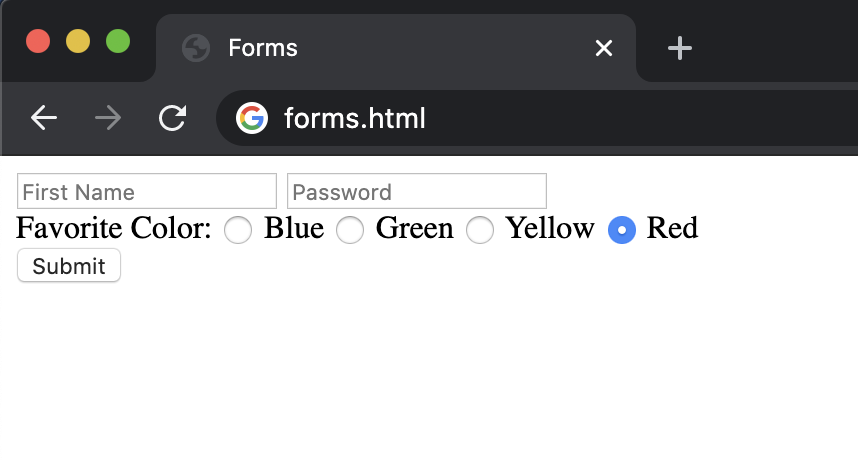 Forms
forms.html
First Name Password
Favorite Color: Blue Green Yellow Red
Submit